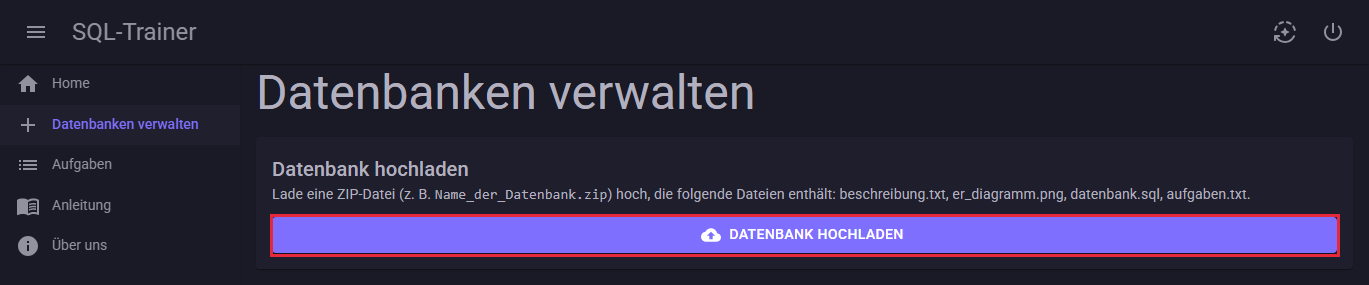 SQL-Trainer
Home
Datenbanken verwalten
Aufgaben
Anleitung
Über uns
Datenbanken verwalten
Datenbank hochladen
Lade eine ZIP-Datei (z. B. Name_der_Datenbank.zip) hoch, die folgende Dateien enthält: beschreibung.txt, er_diagramm.png, datenbank.sql, aufgaben.txt.
DATENBANK HOCHLADEN